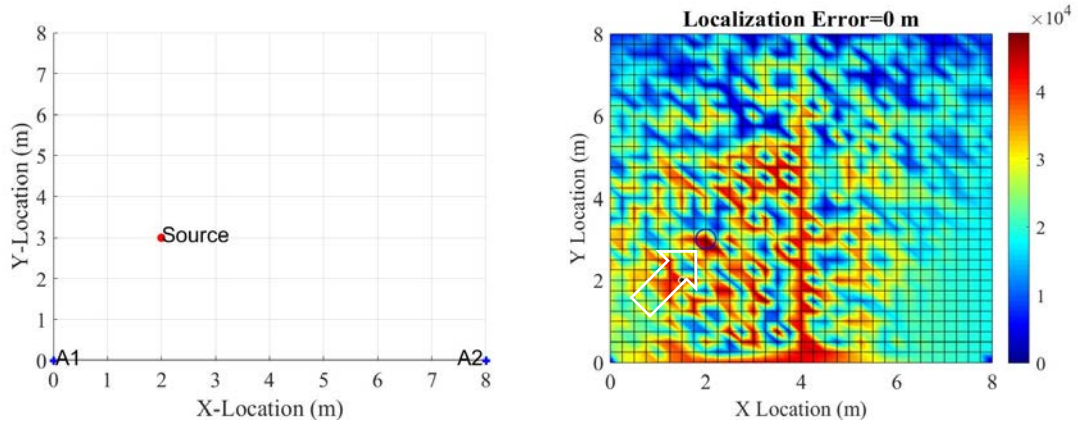 8
7
6
5
4
3
2
1
0
Y-Location (m)
Source
A1
A2
0 1 2 3 4 5 6 7 8
X-Location (m)
Localization Error=0 m
8
6
4
2
0
Y Location (m)
0 2 4 6 8
X Location (m)
×10⁴
4
3
2
1
0